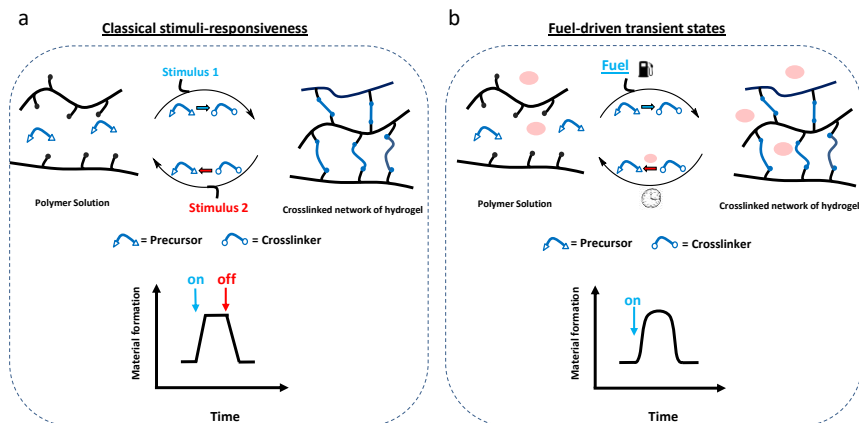 a
Classical stimuli-responsiveness
Stimulus 1
Stimulus 2
Polymer Solution
Crosslinked network of hydrogel
= Precursor
= Crosslinker
on
off
Material formation
Time
b
Fuel-driven transient states
Fuel
Polymer Solution
Crosslinked network of hydrogel
= Precursor
= Crosslinker
on
Material formation
Time